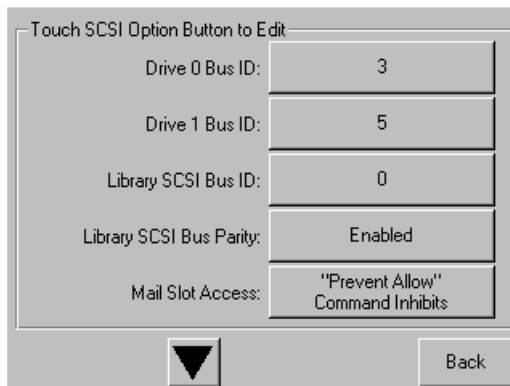 Touch SCSI Option Button to Edit
Drive 0 Bus ID: 3
Drive 1 Bus ID: 5
Library SCSI Bus ID: 0
Library SCSI Bus Parity: Enabled
Mail Slot Access: "Prevent Allow"
Command Inhibits
Back